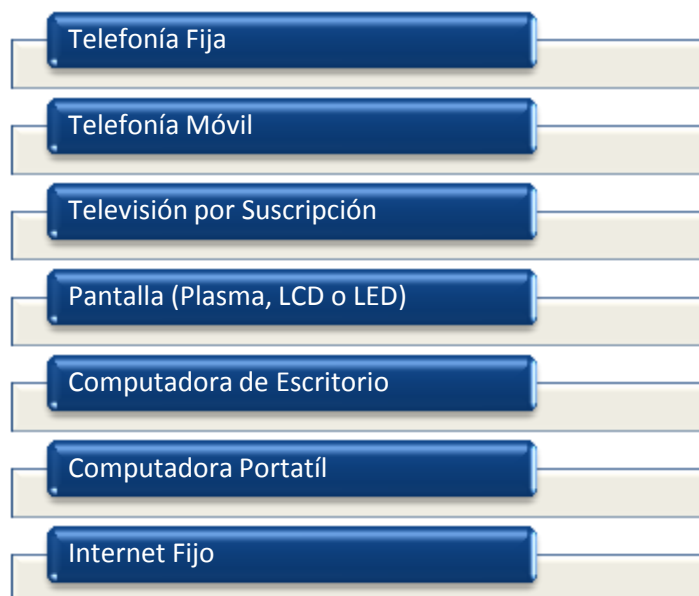 Telefonía Fija
Telefonía Móvil
Televisión por Suscripción
Pantalla (Plasma, LCD o LED)
Computadora de Escritorio
Computadora Portatíl
Internet Fijo